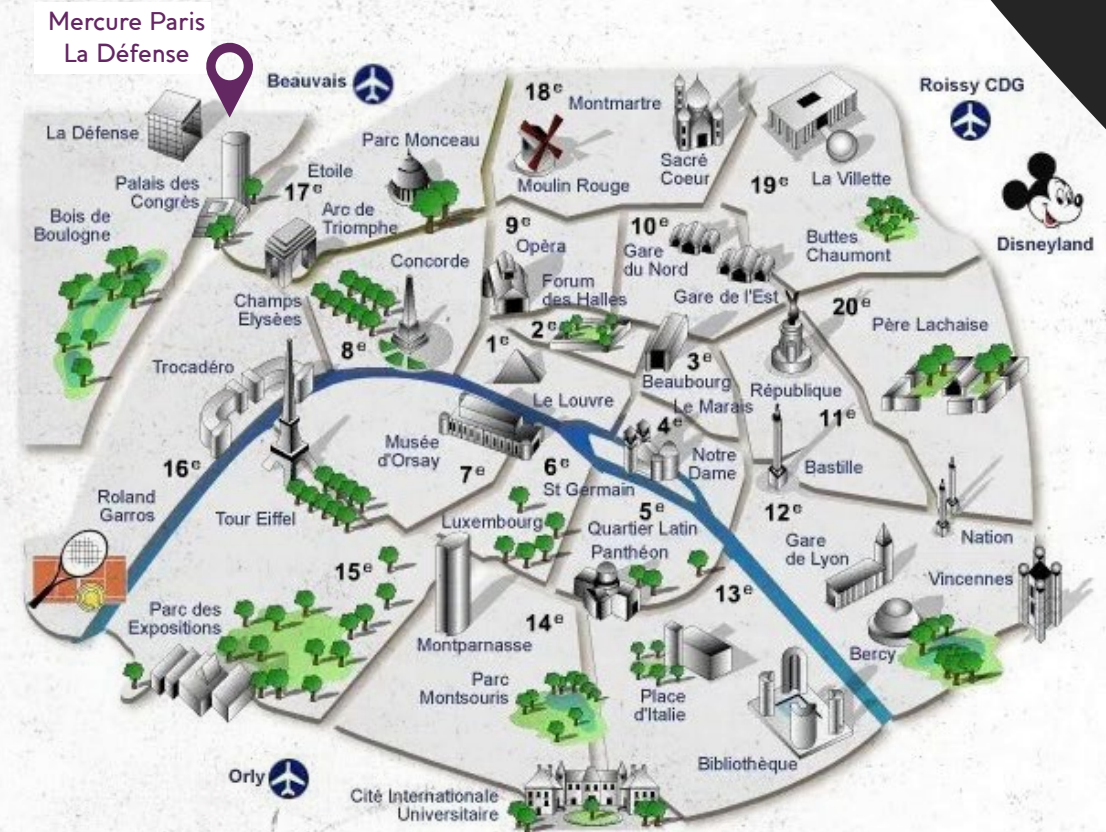 Mercure Paris
La Défense
Beauvais
Roissy CDG
18e
Montmartre
La Défense
Parc Monceau
Etoile
Sacré
Coeur
Moulin Rouge
19e
La Villette
Palais des
Congrès
17e
Bois de
Boulogne
Arc de
Triomphe
9e
Opèra
10e
Gare
du Nord
Buttes
Chaumont
Disneyland
Concorde
Forum
des Halles
Gare de l'Est
Champs
Elysèes
20e
Père Lachaise
8e
1e
2e
3e
Trocadéro
Beaubourg
République
Le Louvre
Le Marais
11e
Musée
d'Orsay
4e
Notre
Dame
Bastille
16e
7e
6e
St Germain
Roland
Garros
Tour Eiffel
Luxembourg
5e
Quartier Latin
Panthéon
12e
Gare
de Lyon
Nation
Vincennes
15e
13e
Parc des
Expositions
14e
Montparnasse
Bercy
Parc
Montsouris
Place
d'Italie
Bibliothèque
Orly
Cité Internationale
Universitaire